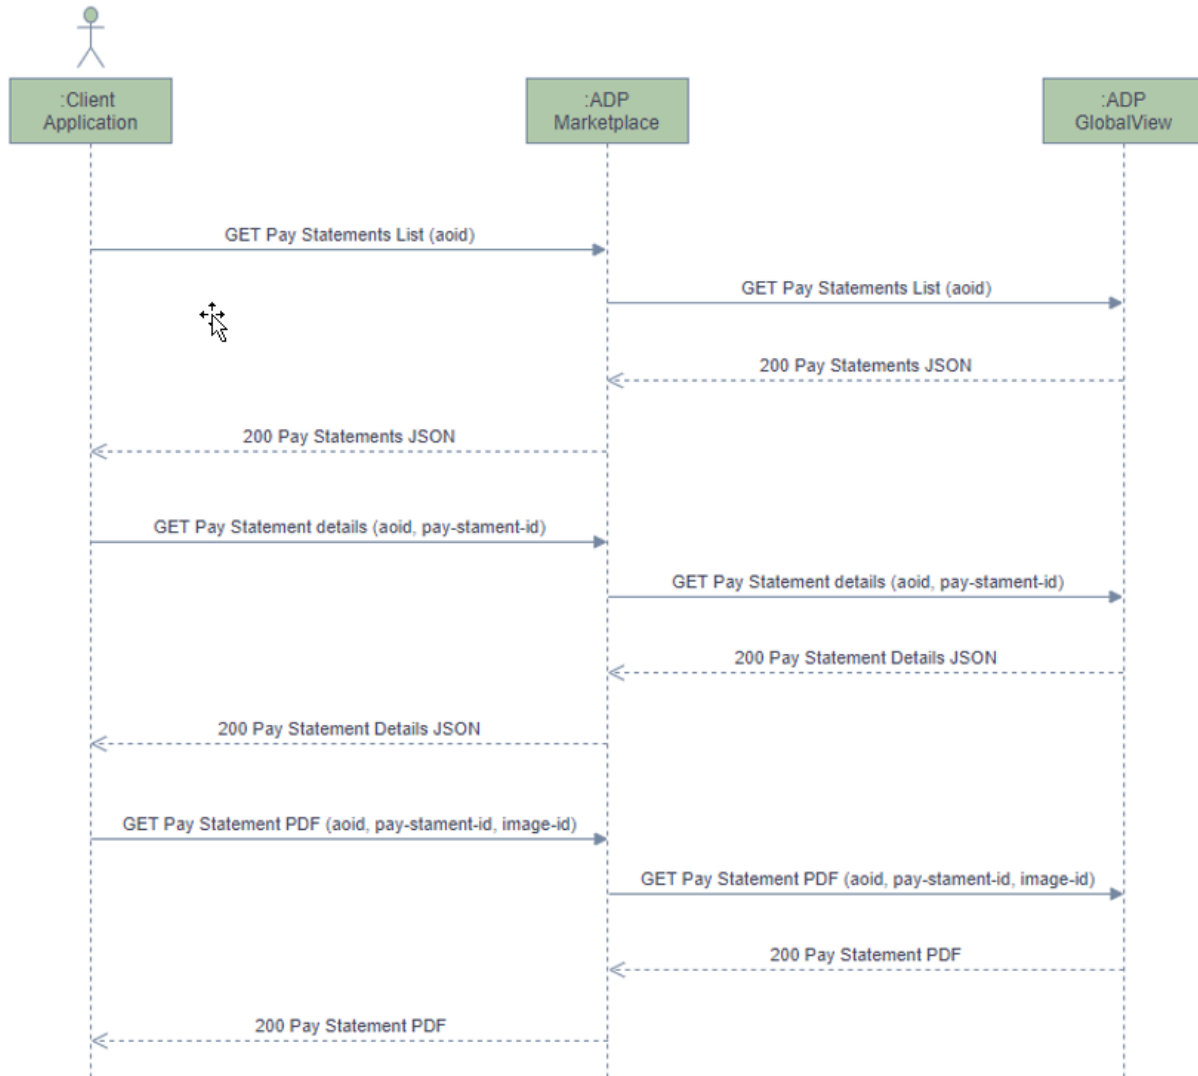 :Client
Application
:ADP
Marketplace
:ADP
GlobalView
GET Pay Statements List (aoid)
GET Pay Statements List (aoid)
200 Pay Statements JSON
200 Pay Statements JSON
GET Pay Statement details (aoid, pay-stament-id)
GET Pay Statement details (aoid, pay-stament-id)
200 Pay Statement Details JSON
200 Pay Statement Details JSON
GET Pay Statement PDF (aoid, pay-stament-id, image-id)
GET Pay Statement PDF (aoid, pay-stament-id, image-id)
200 Pay Statement PDF
200 Pay Statement PDF